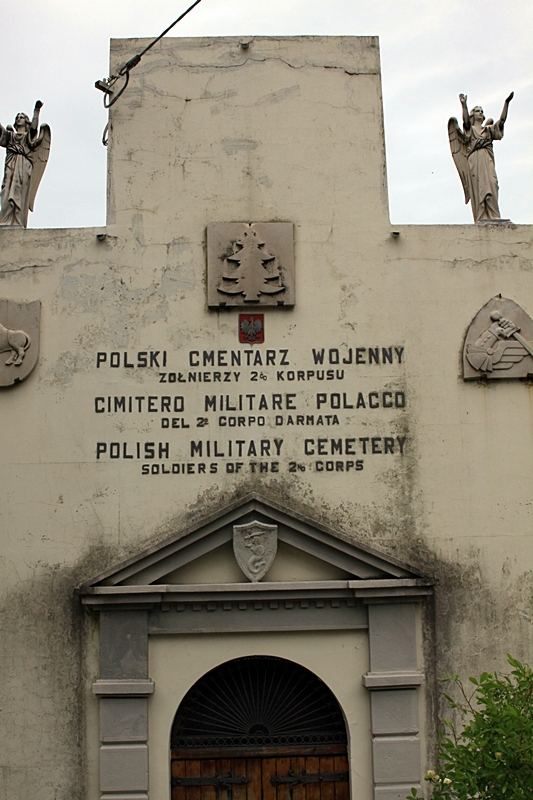 POLSKI CMENTARZ WOJENNY
ŻOŁNIERZY 2GO KORPUSU
CIMITERO MILITARE POLACCO
DEL 2º CORPO D'ARMATA
POLISH MILITARY CEMETERY
SOLDIERS OF THE 2ND CORPS